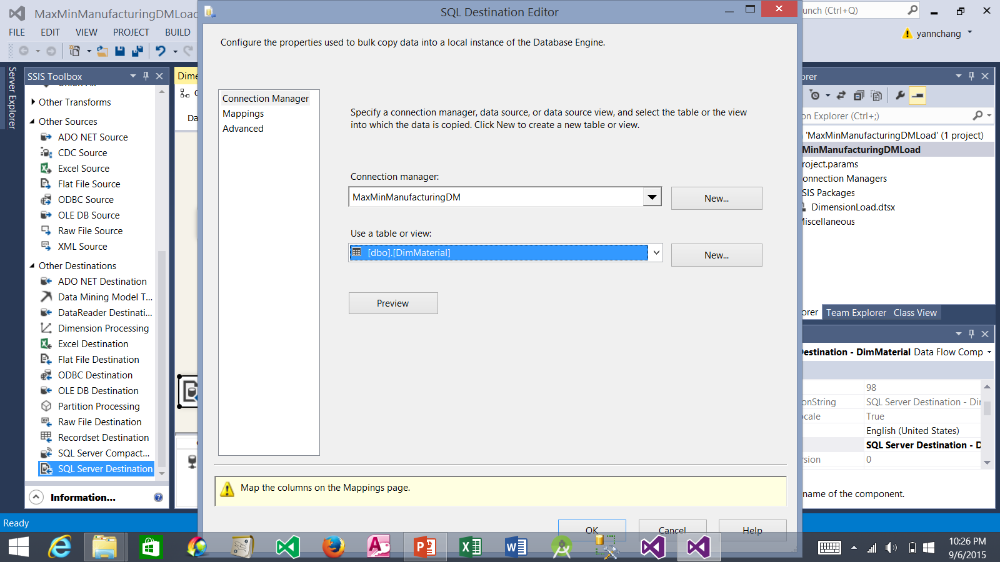 MaxMinManufacturingDMLoad
SQL Destination Editor
unch (Ctrl+Q)
FILE EDIT VIEW PROJECT BUILD
yannchang
Server Explorer
SSIS Toolbox
Other Transforms
Other Sources
ADO NET Source
CDC Source
Excel Source
Flat File Source
ODBC Source
OLE DB Source
Raw File Source
XML Source
Other Destinations
ADO NET Destination
Data Mining Model T...
DataReader Destinati...
Dimension Processing
Excel Destination
Flat File Destination
ODBC Destination
OLE DB Destination
Partition Processing
Raw File Destination
Recordset Destination
SQL Server Compact...
SQL Server Destination
Information...
Ready
Dime
Da
Configure the properties used to bulk copy data into a local instance of the Database Engine.
Connection Manager
Mappings
Advanced
Specify a connection manager, data source, or data source view, and select the table or the view
into which the data is copied. Click New to create a new table or view.
Connection manager:
MaxMinManufacturingDM
New...
Use a table or view:
[dbo].[DimMaterial]
New...
Preview
Map the columns on the Mappings page.
OK Cancel Help
orer
on Explorer (Ctrl+;)
'MaxMinManufacturingDMLoad' (1 project)
MinManufacturingDMLoad
roject.params
onnection Managers
SIS Packages
DimensionLoad.dtsx
Miscellaneous
orer Team Explorer Class View
estination - DimMaterial Data Flow Comp
98
onString SQL Server Destination - Di
cale True
English (United States)
SQL Server Destination - D
rsion 0
name of the component.
10:26 PM
9/6/2015